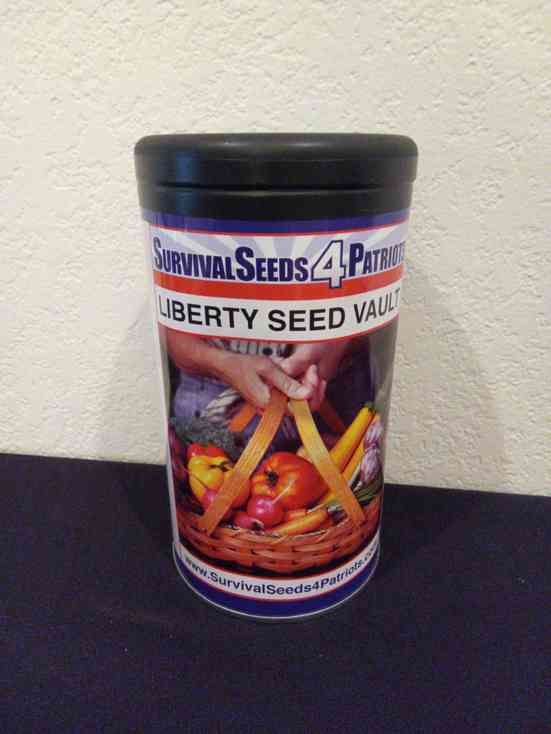 SURVIVALSEEDS4PATRIOTS
LIBERTY SEED VAULT
www.SurvivalSeeds4Patriots.com